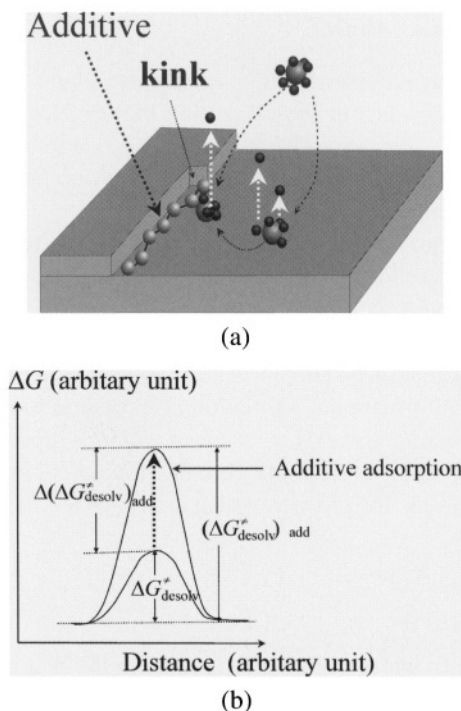 Additive
kink
(a)
ΔG (arbitary unit)
Additive adsorption
Δ(ΔG≠desolv)add
(ΔG≠desolv) add
ΔG≠desolv
Distance (arbitary unit)
(b)